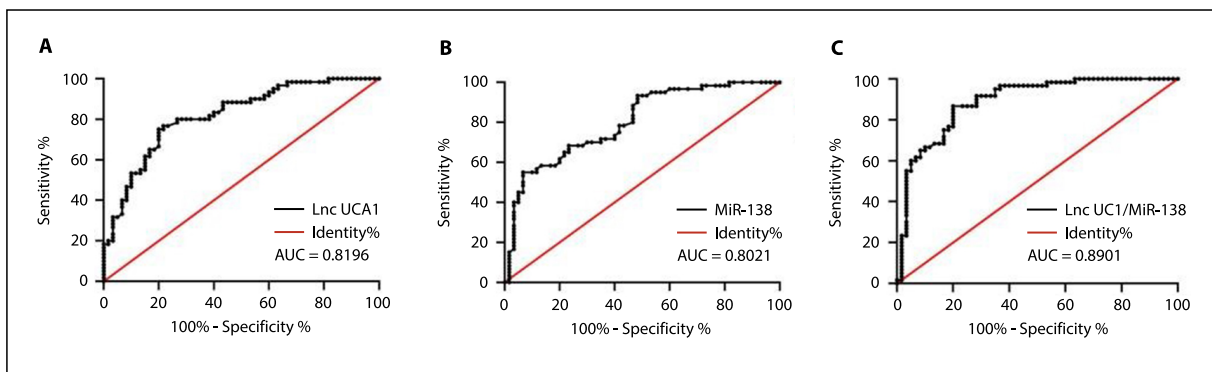 A
100
80
60
40
20
0
Sensitivity %
Lnc UCA1
Identity%
AUC = 0.8196
0 20 40 60 80 100
100% - Specificity %
B
100
80
60
40
20
0
Sensitivity %
MiR-138
Identity%
AUC = 0.8021
0 20 40 60 80 100
100% - Specificity %
C
100
80
60
40
20
0
Sensitivity %
Lnc UC1/MiR-138
Identity%
AUC = 0.8901
0 20 40 60 80 100
100% - Specificity %